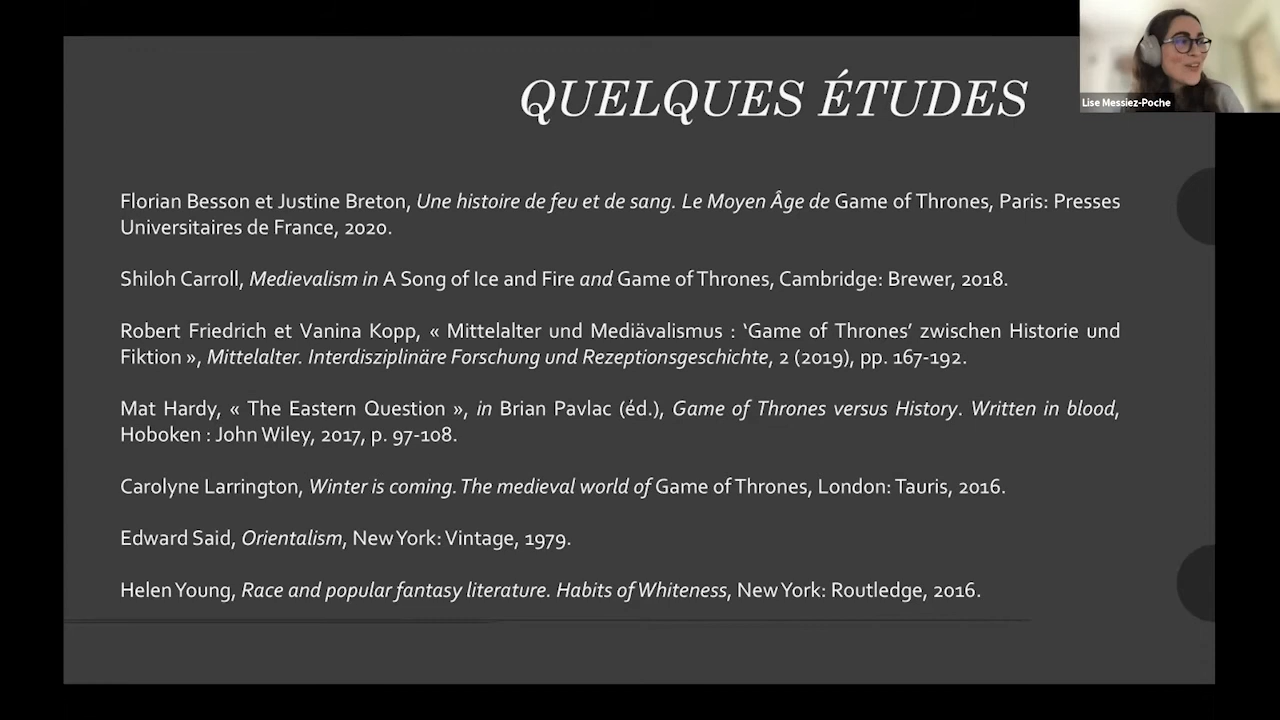 QUELQUES ÉTUDES
Lise Messiez-Poche
Florian Besson et Justine Breton, Une histoire de feu et de sang. Le Moyen Âge de Game of Thrones, Paris: Presses
Universitaires de France, 2020.
Shiloh Carroll, Medievalism in A Song of Ice and Fire and Game of Thrones, Cambridge: Brewer, 2018.
Robert Friedrich et Vanina Kopp, « Mittelalter und Mediävalismus : ‘Game of Thrones’ zwischen Historie und
Fiktion », Mittelalter. Interdisziplinäre Forschung und Rezeptionsgeschichte, 2 (2019), pp. 167-192.
Mat Hardy, « The Eastern Question », in Brian Pavlac (éd.), Game of Thrones versus History. Written in blood,
Hoboken : John Wiley, 2017, p. 97-108.
Carolyne Larrington, Winter is coming. The medieval world of Game of Thrones, London: Tauris, 2016.
Edward Said, Orientalism, New York: Vintage, 1979.
Helen Young, Race and popular fantasy literature. Habits of Whiteness, New York: Routledge, 2016.